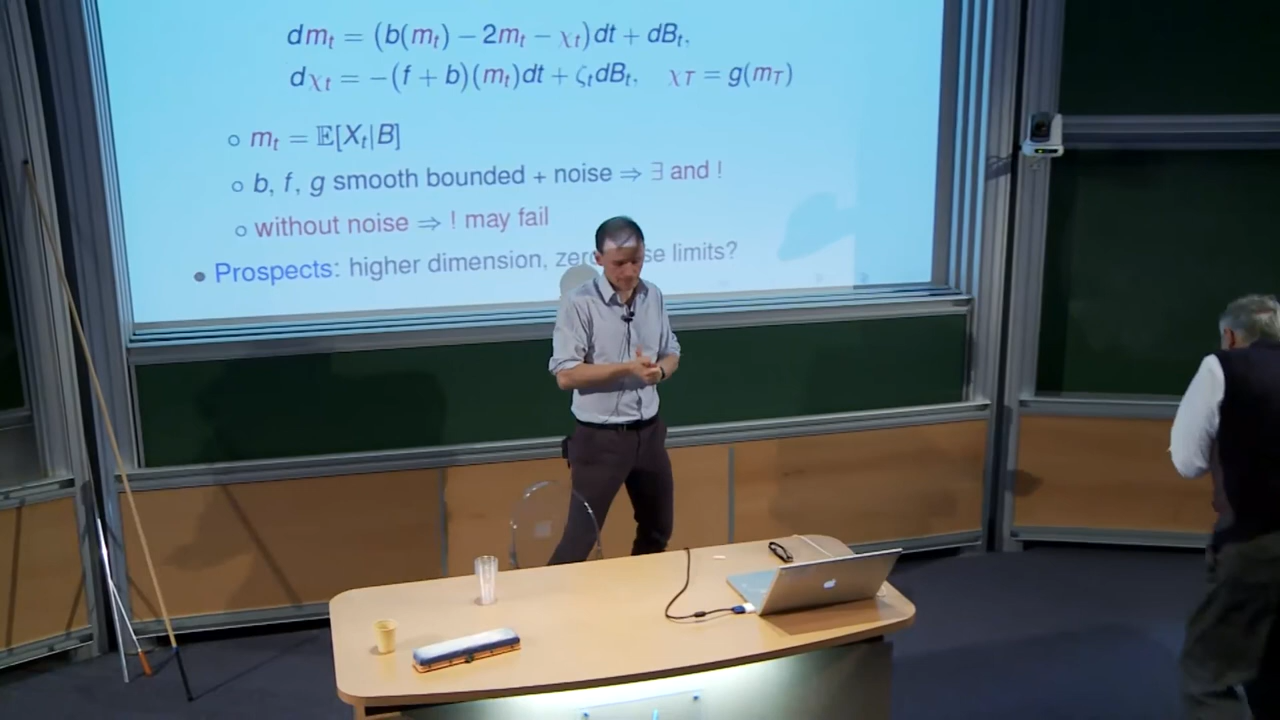 dm_t = (b(m_t) − 2m_t − χ_t)dt + dB_t,
dχ_t = −(f + b)(m_t)dt + ζ_t dB_t, χ_T = g(m_T)
○ m_t = 𝔼[X_t|B]
○ b, f, g smooth bounded + noise ⇒ ∃ and !
○ without noise ⇒ ! may fail
● Prospects: higher dimension, limits?